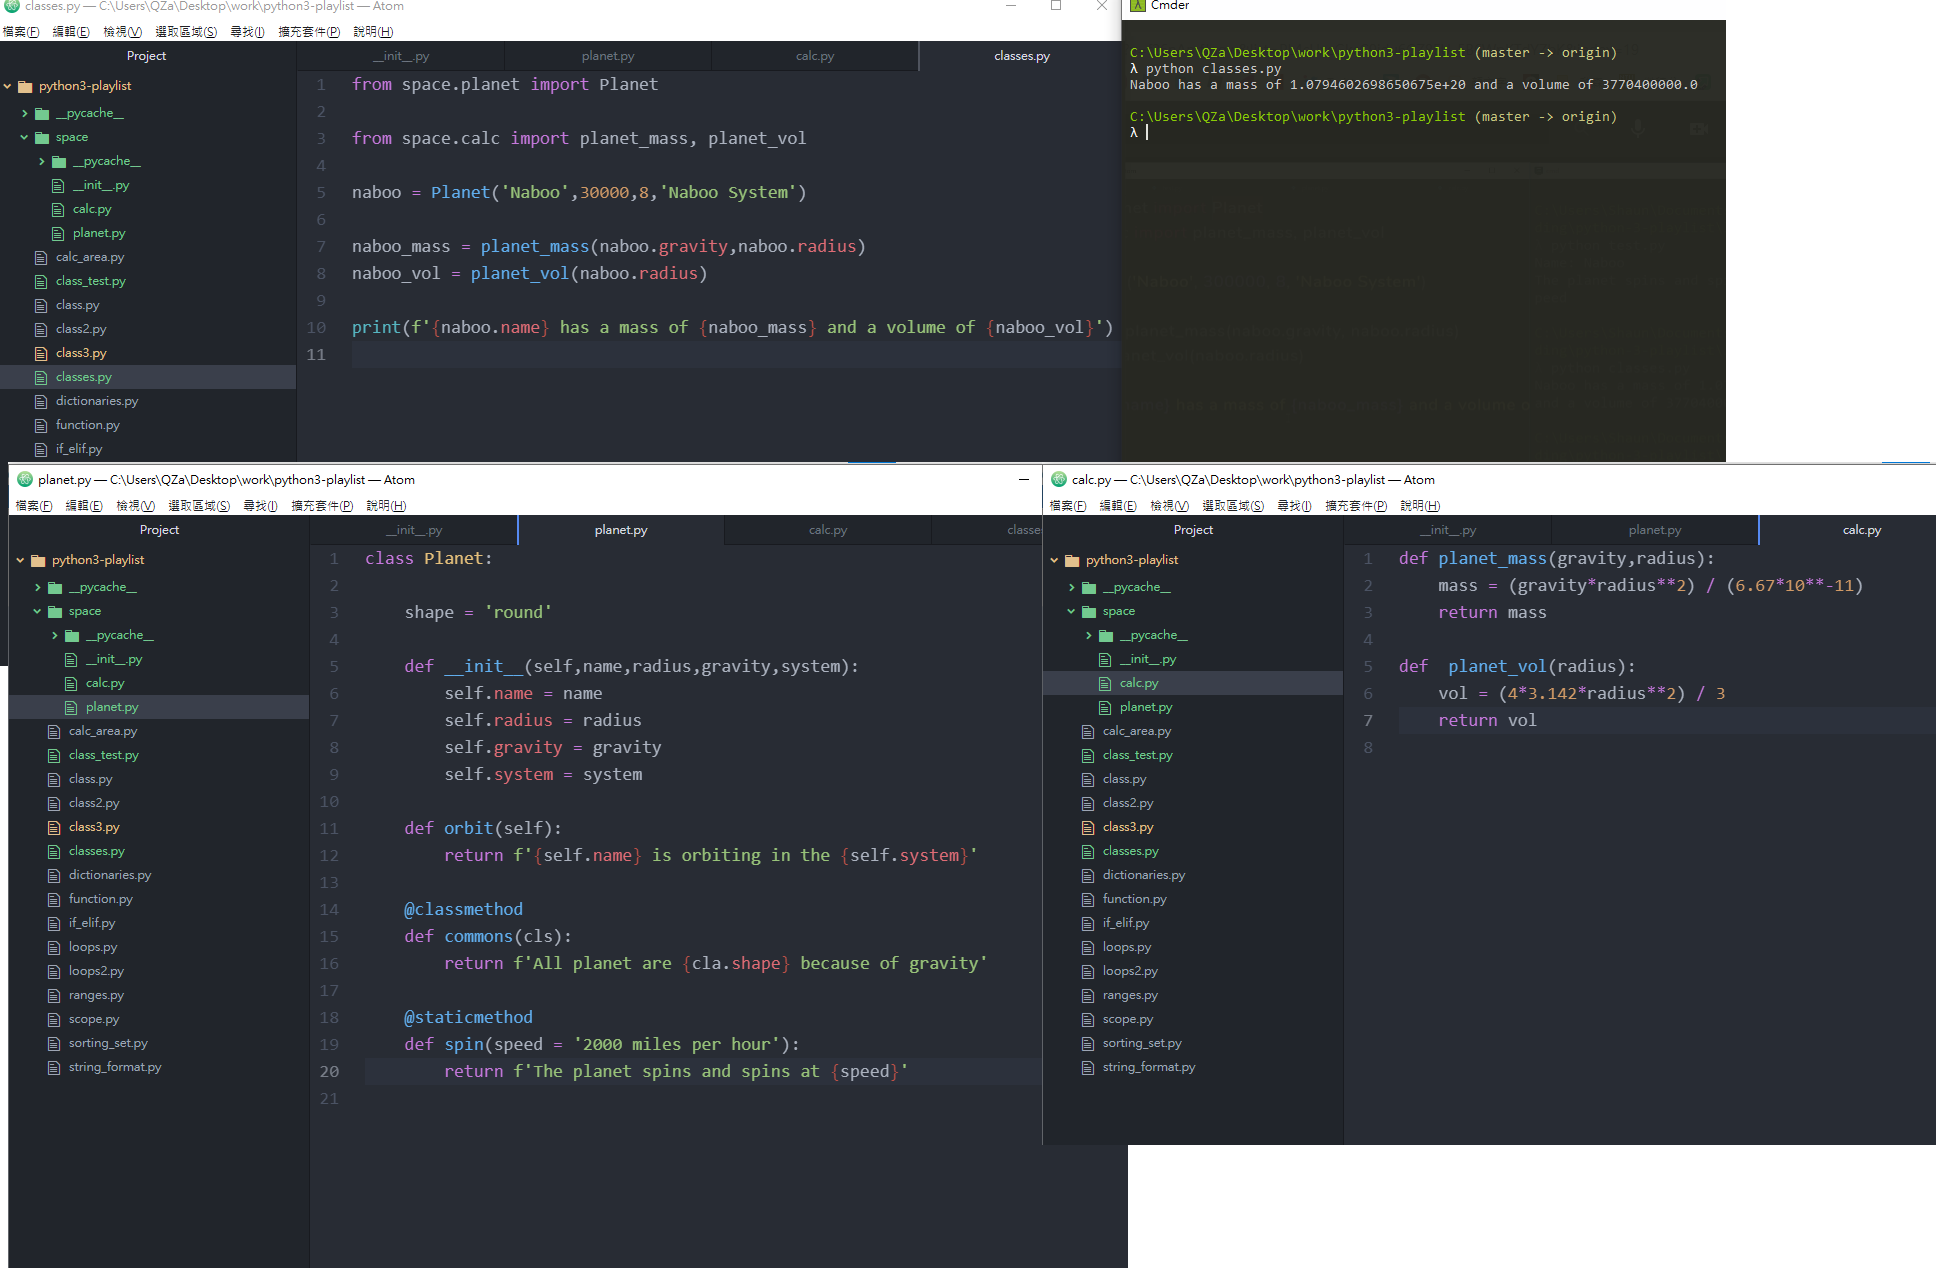 classes.py — C:\Users\QZa\Desktop\work\python3-playlist — Atom
檔案(F) 編輯(E) 檢視(V) 選取區域(S) 尋找(I) 擴充套件(P) 說明(H)
Project
python3-playlist
__pycache__
space
__pycache__
__init__.py
calc.py
planet.py
calc_area.py
class_test.py
class.py
class2.py
class3.py
classes.py
dictionaries.py
function.py
if_elif.py
__init__.py planet.py calc.py classes.py
1 from space.planet import Planet
2
3 from space.calc import planet_mass, planet_vol
4
5 naboo = Planet('Naboo',30000,8,'Naboo System')
6
7 naboo_mass = planet_mass(naboo.gravity,naboo.radius)
8 naboo_vol = planet_vol(naboo.radius)
9
10 print(f'{naboo.name} has a mass of {naboo_mass} and a volume of {naboo_vol}')
11
λ Cmder
C:\Users\QZa\Desktop\work\python3-playlist (master -> origin)
λ python classes.py
Naboo has a mass of 1.0794602698650675e+20 and a volume of 3770400000.0
C:\Users\QZa\Desktop\work\python3-playlist (master -> origin)
λ
planet.py — C:\Users\QZa\Desktop\work\python3-playlist — Atom
檔案(F) 編輯(E) 檢視(V) 選取區域(S) 尋找(I) 擴充套件(P) 說明(H)
Project
python3-playlist
__pycache__
space
__pycache__
__init__.py
calc.py
planet.py
calc_area.py
class_test.py
class.py
class2.py
class3.py
classes.py
dictionaries.py
function.py
if_elif.py
loops.py
loops2.py
ranges.py
scope.py
sorting_set.py
string_format.py
__init__.py planet.py calc.py classe
1 class Planet:
2
3 shape = 'round'
4
5 def __init__(self,name,radius,gravity,system):
6 self.name = name
7 self.radius = radius
8 self.gravity = gravity
9 self.system = system
10
11 def orbit(self):
12 return f'{self.name} is orbiting in the {self.system}'
13
14 @classmethod
15 def commons(cls):
16 return f'All planet are {cla.shape} because of gravity'
17
18 @staticmethod
19 def spin(speed = '2000 miles per hour'):
20 return f'The planet spins and spins at {speed}'
21
calc.py — C:\Users\QZa\Desktop\work\python3-playlist — Atom
檔案(F) 編輯(E) 檢視(V) 選取區域(S) 尋找(I) 擴充套件(P) 說明(H)
Project
python3-playlist
__pycache__
space
__pycache__
__init__.py
calc.py
planet.py
calc_area.py
class_test.py
class.py
class2.py
class3.py
classes.py
dictionaries.py
function.py
if_elif.py
loops.py
loops2.py
ranges.py
scope.py
sorting_set.py
string_format.py
__init__.py planet.py calc.py
1 def planet_mass(gravity,radius):
2 mass = (gravity*radius**2) / (6.67*10**-11)
3 return mass
4
5 def  planet_vol(radius):
6 vol = (4*3.142*radius**2) / 3
7 return vol
8